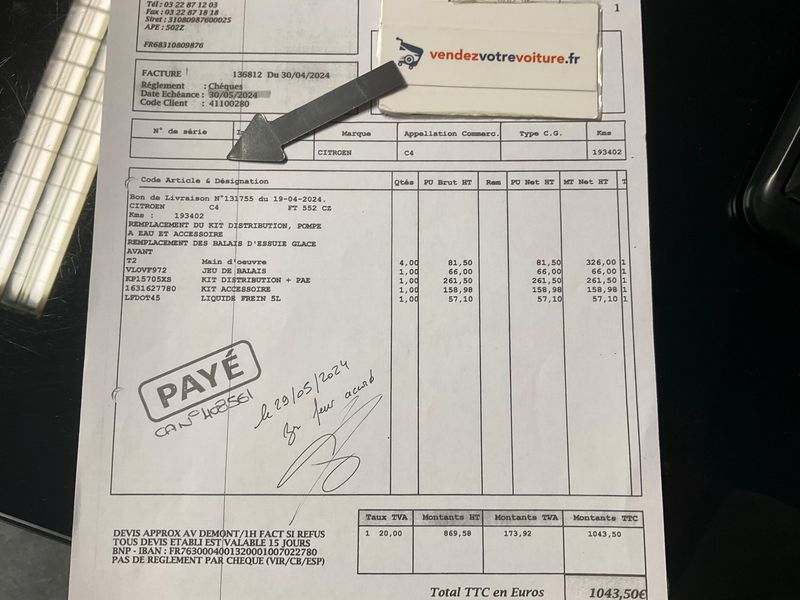 Tél : 03 22 87 12 03
Fax : 03 22 87 18 18
Siret : 31080987600025
APE : 502Z
FR68310809876
1
vendezvotrevoiture.fr
FACTURE 136812 Du 30/04/2024
Réglement : Chéques
Date Echéance : 30/05/2024
Code Client : 41100280
N° de série Marque Appellation Commerc. Type C.G. Kms
CITROEN C4 193402
Code Article & Désignation Qtés PU Brut HT Rem PU Net HT MT Net HT T
Bon de Livraison N°131755 du 19-04-2024.
CITROEN C4 FT 552 CZ
Kms : 193402
REMPLACEMENT DU KIT DISTRIBUTION, POMPE
A EAU ET ACCESSOIRE
REMPLACEMENT DES BALAIS D'ESSUIE GLACE
AVANT
T2 Main d'oeuvre 4,00 81,50 81,50 326,00 1
VLOVF972 JEU DE BALAIS 1,00 66,00 66,00 66,00 1
KP15705XS KIT DISTRIBUTION + PAE 1,00 261,50 261,50 261,50 1
1631627780 KIT ACCESSOIRE 1,00 158,98 158,98 158,98 1
LFDOT45 LIQUIDE FREIN 5L 1,00 57,10 57,10 57,10 1
PAYÉ
CA N° 408561
le 29/05/2024
accord
Taux TVA Montants HT Montants TVA Montants TTC
1 20,00 869,58 173,92 1043,50
DEVIS APPROX AV DEMONT/1H FACT SI REFUS
TOUS DEVIS ETABLI EST VALABLE 15 JOURS
BNP - IBAN : FR7630004001320001007022780
PAS DE REGLEMENT PAR CHEQUE (VIR/CB/ESP)
Total TTC en Euros 1043,50€